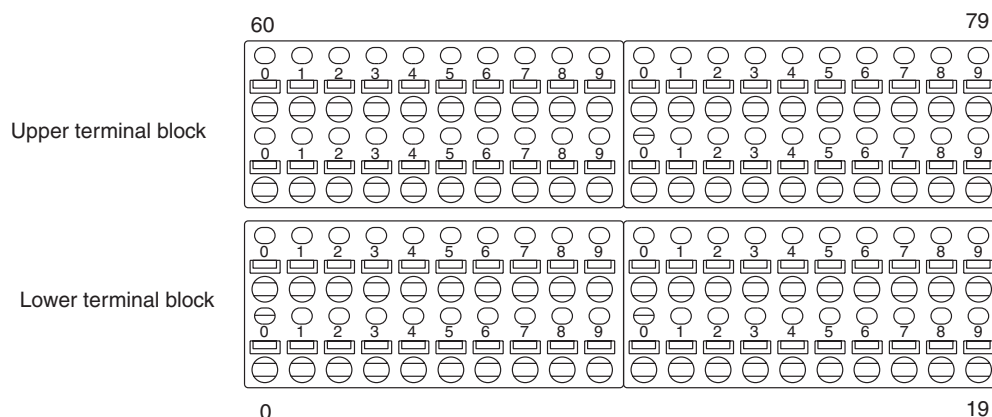 60 79
0 1 2 3 4 5 6 7 8 9 0 1 2 3 4 5 6 7 8 9
Upper terminal block
0 1 2 3 4 5 6 7 8 9 0 1 2 3 4 5 6 7 8 9
0 1 2 3 4 5 6 7 8 9 0 1 2 3 4 5 6 7 8 9
Lower terminal block
0 1 2 3 4 5 6 7 8 9 0 1 2 3 4 5 6 7 8 9
0 19